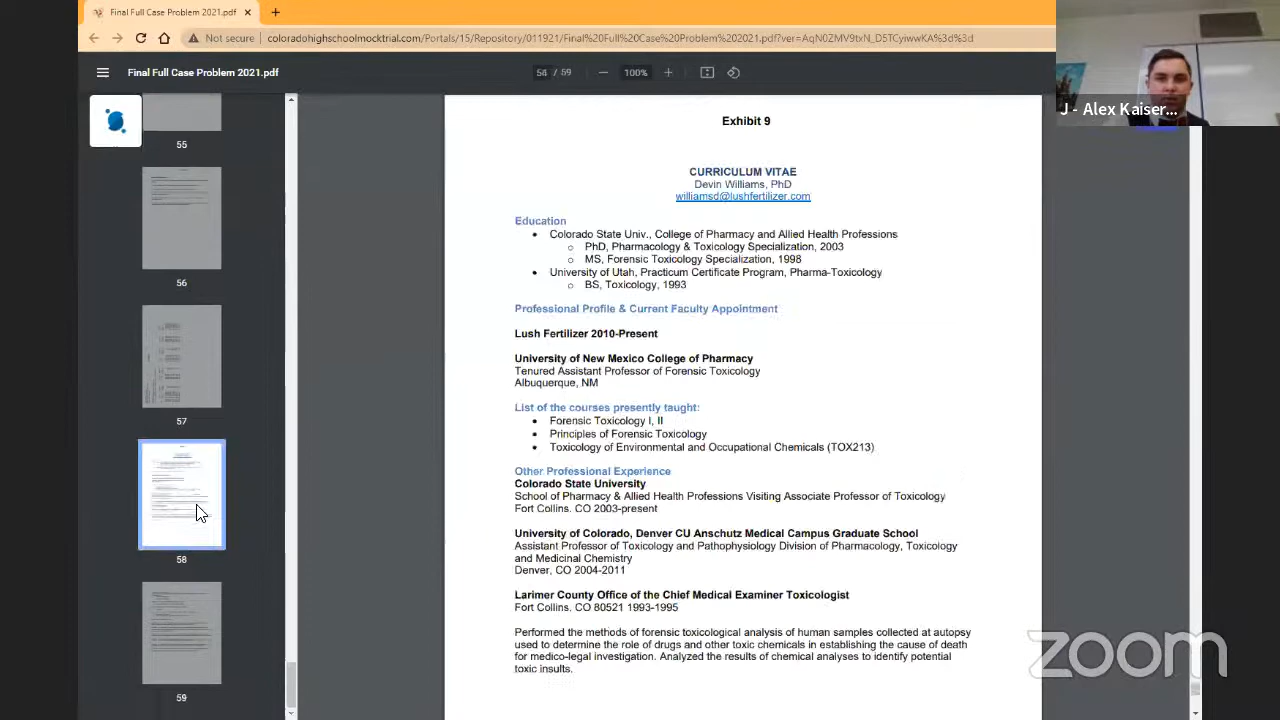 Final Full Case Problem 2021.pdf
Not secure
coloradohighschoolmocktrial.com/Portals/15/Repository/011921/Final%20Full%20Case%20Problem%202021.pdf?ver=AqN0ZMV9txN_D5TCyiwwKA%3d%3d
Final Full Case Problem 2021.pdf
54 / 59
100%
J - Alex Kaiser...
55
56
57
58
59
Exhibit 9
CURRICULUM VITAE
Devin Williams, PhD
williamsd@lushfertilizer.com
Education
Colorado State Univ., College of Pharmacy and Allied Health Professions
PhD, Pharmacology & Toxicology Specialization, 2003
MS, Forensic Toxicology Specialization, 1998
University of Utah, Practicum Certificate Program, Pharma-Toxicology
BS, Toxicology, 1993
Professional Profile & Current Faculty Appointment
Lush Fertilizer 2010-Present
University of New Mexico College of Pharmacy
Tenured Assistant Professor of Forensic Toxicology
Albuquerque, NM
List of the courses presently taught:
Forensic Toxicology I, II
Principles of Forensic Toxicology
Toxicology of Environmental and Occupational Chemicals (TOX213)
Other Professional Experience
Colorado State University
School of Pharmacy & Allied Health Professions Visiting Associate Professor of Toxicology
Fort Collins. CO 2003-present
University of Colorado, Denver CU Anschutz Medical Campus Graduate School
Assistant Professor of Toxicology and Pathophysiology Division of Pharmacology, Toxicology
and Medicinal Chemistry
Denver, CO 2004-2011
Larimer County Office of the Chief Medical Examiner Toxicologist
Fort Collins. CO 80521 1993-1995
Performed the methods of forensic toxicological analysis of human samples collected at autopsy
used to determine the role of drugs and other toxic chemicals in establishing the cause of death
for medico-legal investigation. Analyzed the results of chemical analyses to identify potential
toxic insults.
zoom